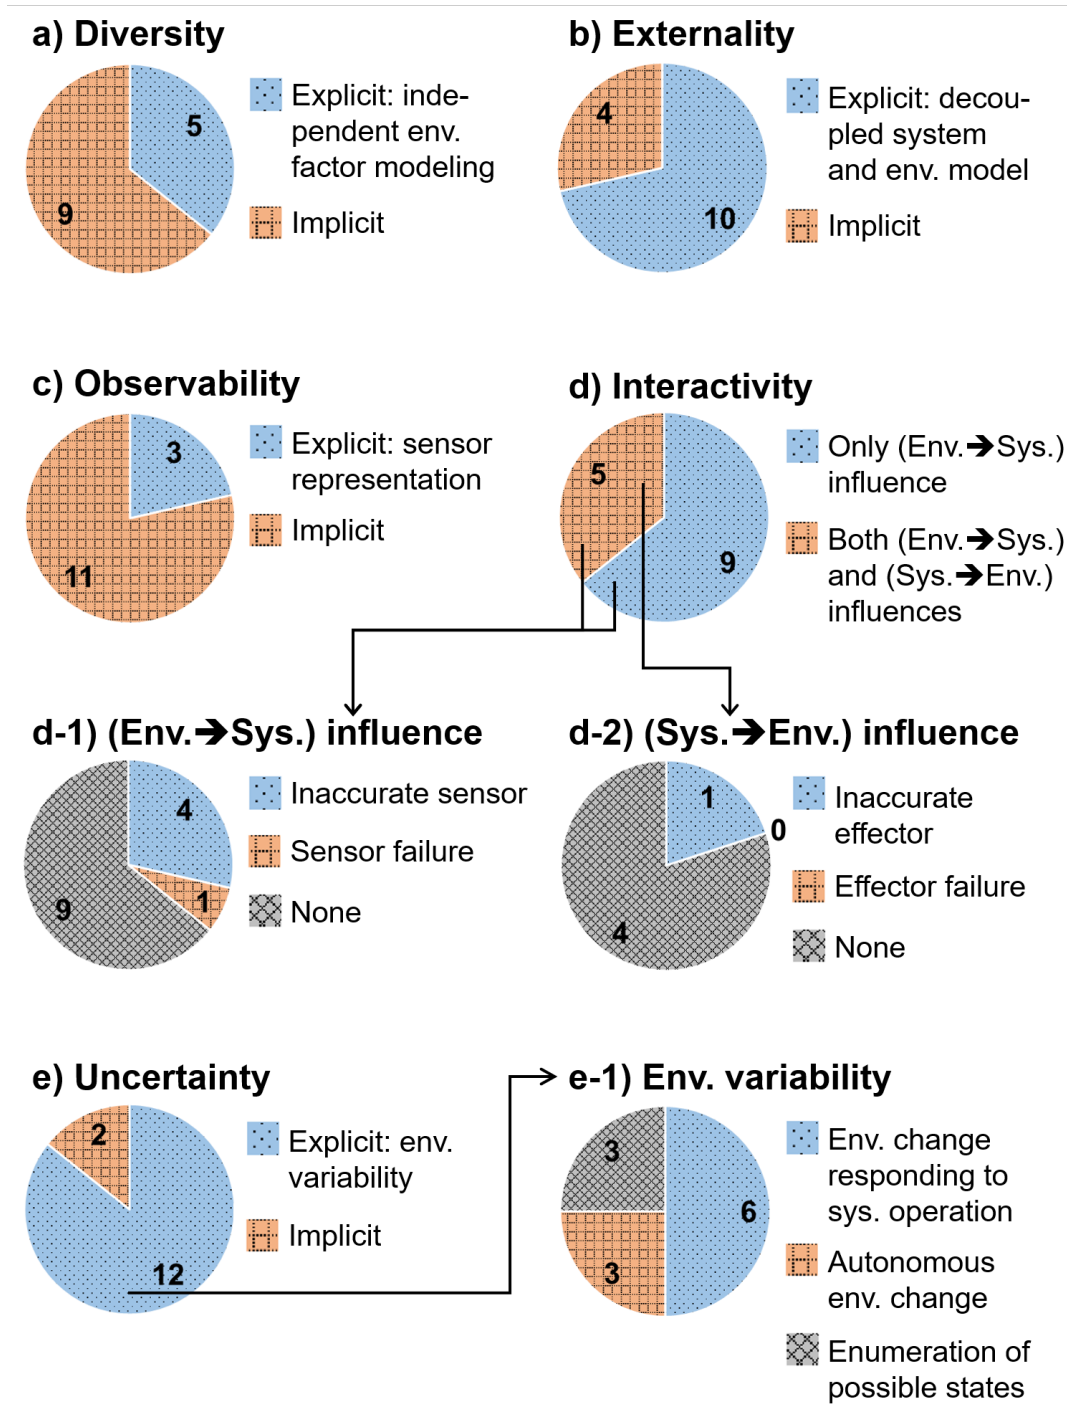 a) Diversity
5
9
Explicit: inde-
pendent env.
factor modeling
Implicit
b) Externality
4
10
Explicit: decou-
pled system
and env. model
Implicit
c) Observability
3
11
Explicit: sensor
representation
Implicit
d) Interactivity
5
9
Only (Env.➔Sys.)
influence
Both (Env.➔Sys.)
and (Sys.➔Env.)
influences
d-1) (Env.➔Sys.) influence
4
1
9
Inaccurate sensor
Sensor failure
None
d-2) (Sys.➔Env.) influence
1
0
4
Inaccurate
effector
Effector failure
None
e) Uncertainty
2
12
Explicit: env.
variability
Implicit
e-1) Env. variability
3
6
3
Env. change
responding to
sys. operation
Autonomous
env. change
Enumeration of
possible states